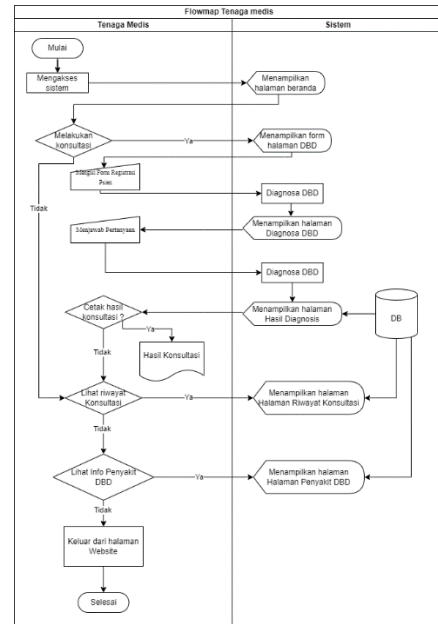 Flowmap Tenaga medis
Tenaga Medis
Sistem
Mulai
Mengakses
sistem
Menampilkan
halaman beranda
Melakukan
konsultasi
Ya
Menampilkan form
halaman DBD
Mengisi Form Registrasi
Tidak
Diagnosa DBD
Menjawab Pertanyaan
Menampilkan halaman
Diagnosa DBD
Diagnosa DBD
Cetak hasil
konsultasi ?
Menampilkan halaman
Hasil Diagnosis
DB
Ya
Tidak
Hasil Konsultasi
Lihat riwayat
Konsultasi
Ya
Menampilkan halaman
Halaman Riwayat Konsultasi
Tidak
Lihat Info Penyakit
DBD
Ya
Menampilkan halaman
Halaman Penyakit DBD
Tidak
Keluar dari halaman
Website
Selesai